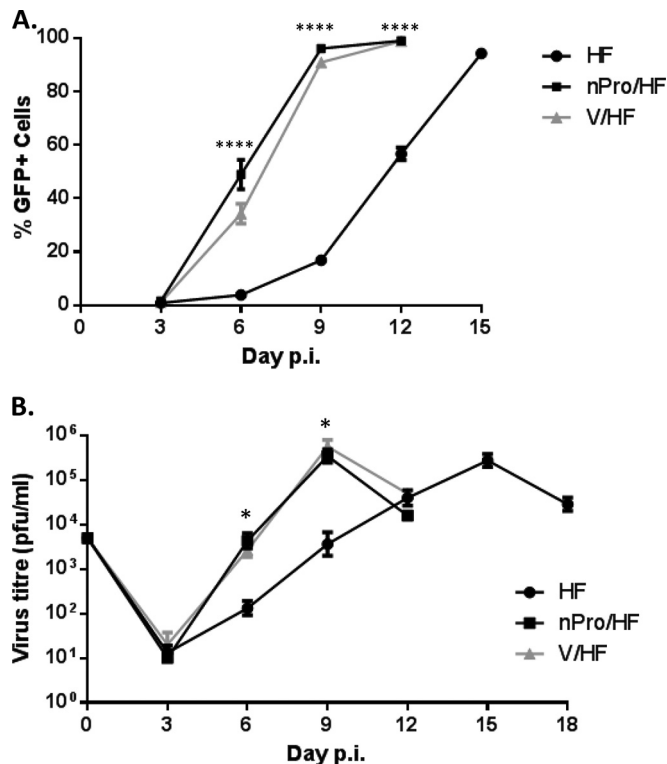 A.
**** ****
****
100
80
60
40
20
0
% GFP+ Cells
0 3 6 9 12 15
Day p.i.
HF
nPro/HF
V/HF
B.
*
*
10⁶
10⁵
10⁴
10³
10²
10¹
10⁰
Virus titre (pfu/ml)
0 3 6 9 12 15 18
Day p.i.
HF
nPro/HF
V/HF